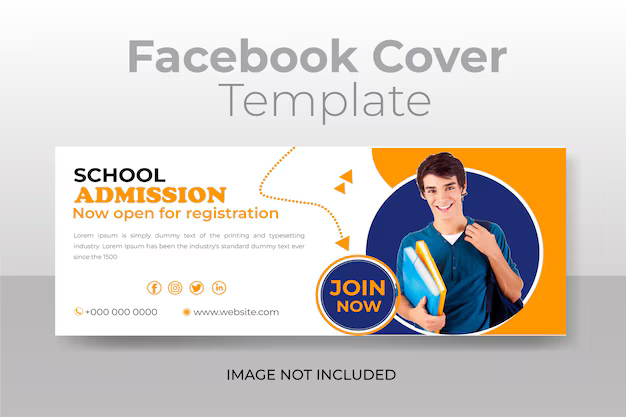 Facebook Cover
Template
SCHOOL
ADMISSION
Now open for registration
Lorem Ipsum is simply dummy text of the printing and typesetting
industry. Lorem Ipsum has been the industry's standard dummy text ever
since the 1500
JOIN
NOW
+000 000 0000
www.website.com
IMAGE NOT INCLUDED